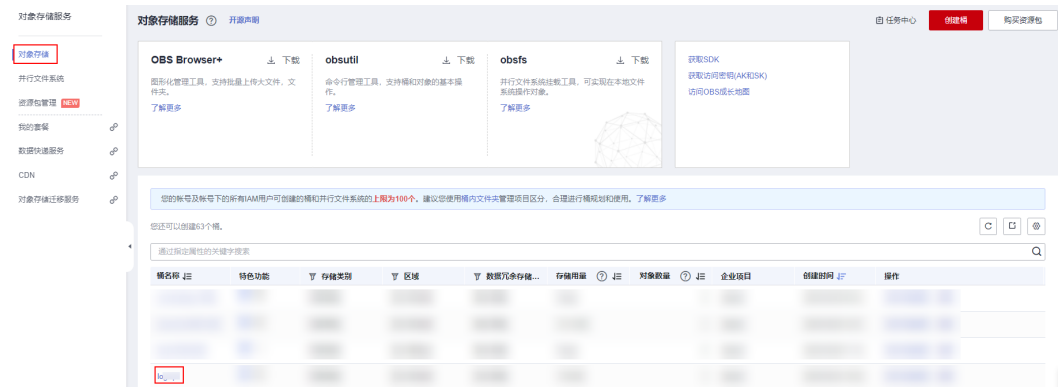 对象存储服务
对象存储
并行文件系统
资源包管理 NEW
我的套餐
数据快递服务
CDN
对象存储迁移服务
对象存储服务 开源声明
任务中心 创建桶 购买资源包
OBS Browser+ 下载
图形化管理工具，支持批量上传大文件、文
件夹。
了解更多
obsutil 下载
命令行管理工具，支持桶和对象的基本操
作。
了解更多
obsfs 下载
并行文件系统挂载工具，可实现在本地文件
系统操作对象。
了解更多
获取SDK
获取访问密钥(AK和SK)
访问OBS成长地图
您的帐号及帐号下的所有IAM用户可创建的桶和并行文件系统的上限为100个。建议您使用桶内文件夹管理项目区分，合理进行桶规划和使用。了解更多
您还可以创建63个桶。
通过指定属性的关键字搜索
桶名称 特色功能 存储类别 区域 数据冗余存储... 存储用量 对象数量 企业项目 创建时间 操作